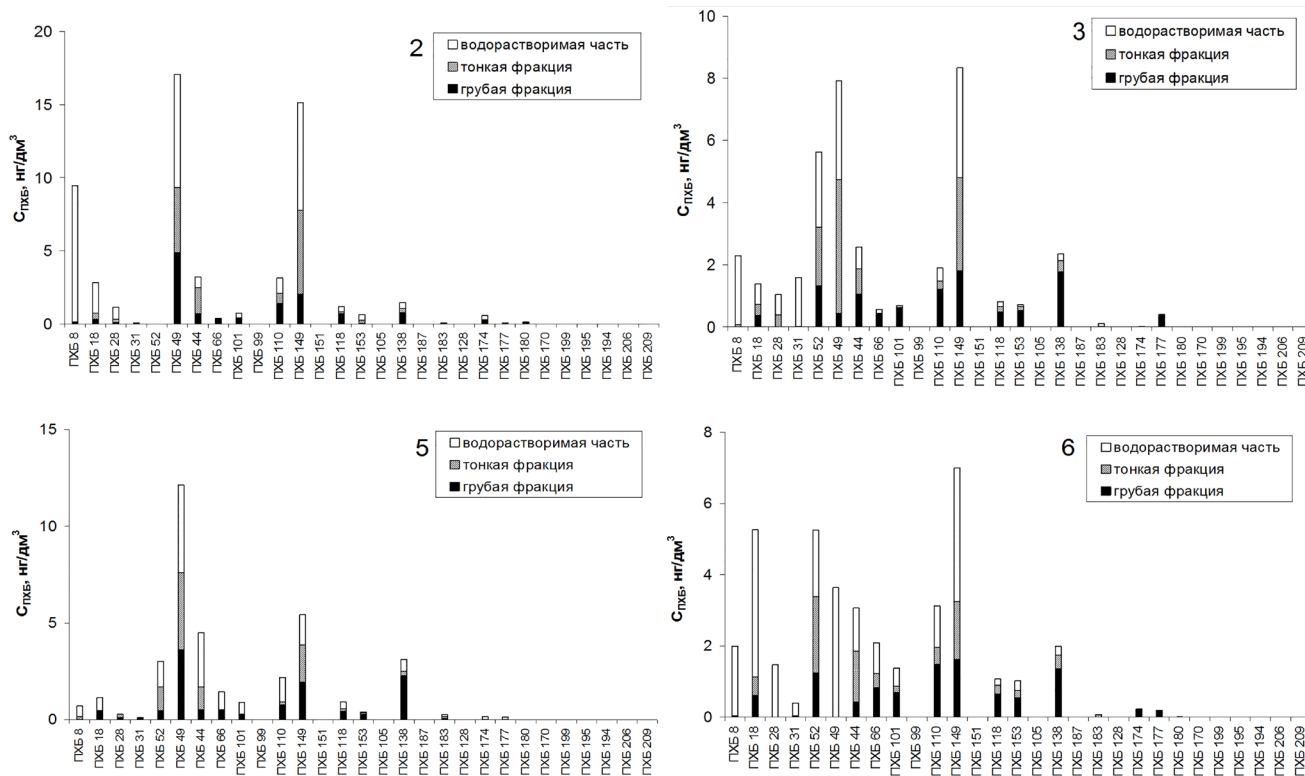 2
водорастворимая часть
тонкая фракция
грубая фракция
C ПХБ, нг/дм³
20
15
10
5
0
ПХБ 8
ПХБ 18
ПХБ 28
ПХБ 31
ПХБ 52
ПХБ 49
ПХБ 44
ПХБ 66
ПХБ 101
ПХБ 99
ПХБ 110
ПХБ 149
ПХБ 151
ПХБ 118
ПХБ 153
ПХБ 105
ПХБ 138
ПХБ 187
ПХБ 183
ПХБ 128
ПХБ 174
ПХБ 177
ПХБ 180
ПХБ 170
ПХБ 199
ПХБ 195
ПХБ 194
ПХБ 206
ПХБ 209
3
водорастворимая часть
тонкая фракция
грубая фракция
C ПХБ, нг/дм³
10
8
6
4
2
0
ПХБ 8
ПХБ 18
ПХБ 28
ПХБ 31
ПХБ 52
ПХБ 49
ПХБ 44
ПХБ 66
ПХБ 101
ПХБ 99
ПХБ 110
ПХБ 149
ПХБ 151
ПХБ 118
ПХБ 153
ПХБ 105
ПХБ 138
ПХБ 187
ПХБ 183
ПХБ 128
ПХБ 174
ПХБ 177
ПХБ 180
ПХБ 170
ПХБ 199
ПХБ 195
ПХБ 194
ПХБ 206
ПХБ 209
5
водорастворимая часть
тонкая фракция
грубая фракция
C ПХБ, нг/дм³
15
10
5
0
ПХБ 8
ПХБ 18
ПХБ 28
ПХБ 31
ПХБ 52
ПХБ 49
ПХБ 44
ПХБ 66
ПХБ 101
ПХБ 99
ПХБ 110
ПХБ 149
ПХБ 151
ПХБ 118
ПХБ 153
ПХБ 105
ПХБ 138
ПХБ 187
ПХБ 183
ПХБ 128
ПХБ 174
ПХБ 177
ПХБ 180
ПХБ 170
ПХБ 199
ПХБ 195
ПХБ 194
ПХБ 206
ПХБ 209
6
водорастворимая часть
тонкая фракция
грубая фракция
C ПХБ, нг/дм³
8
6
4
2
0
ПХБ 8
ПХБ 18
ПХБ 28
ПХБ 31
ПХБ 52
ПХБ 49
ПХБ 44
ПХБ 66
ПХБ 101
ПХБ 99
ПХБ 110
ПХБ 149
ПХБ 151
ПХБ 118
ПХБ 153
ПХБ 105
ПХБ 138
ПХБ 187
ПХБ 183
ПХБ 128
ПХБ 174
ПХБ 177
ПХБ 180
ПХБ 170
ПХБ 199
ПХБ 195
ПХБ 194
ПХБ 206
ПХБ 209